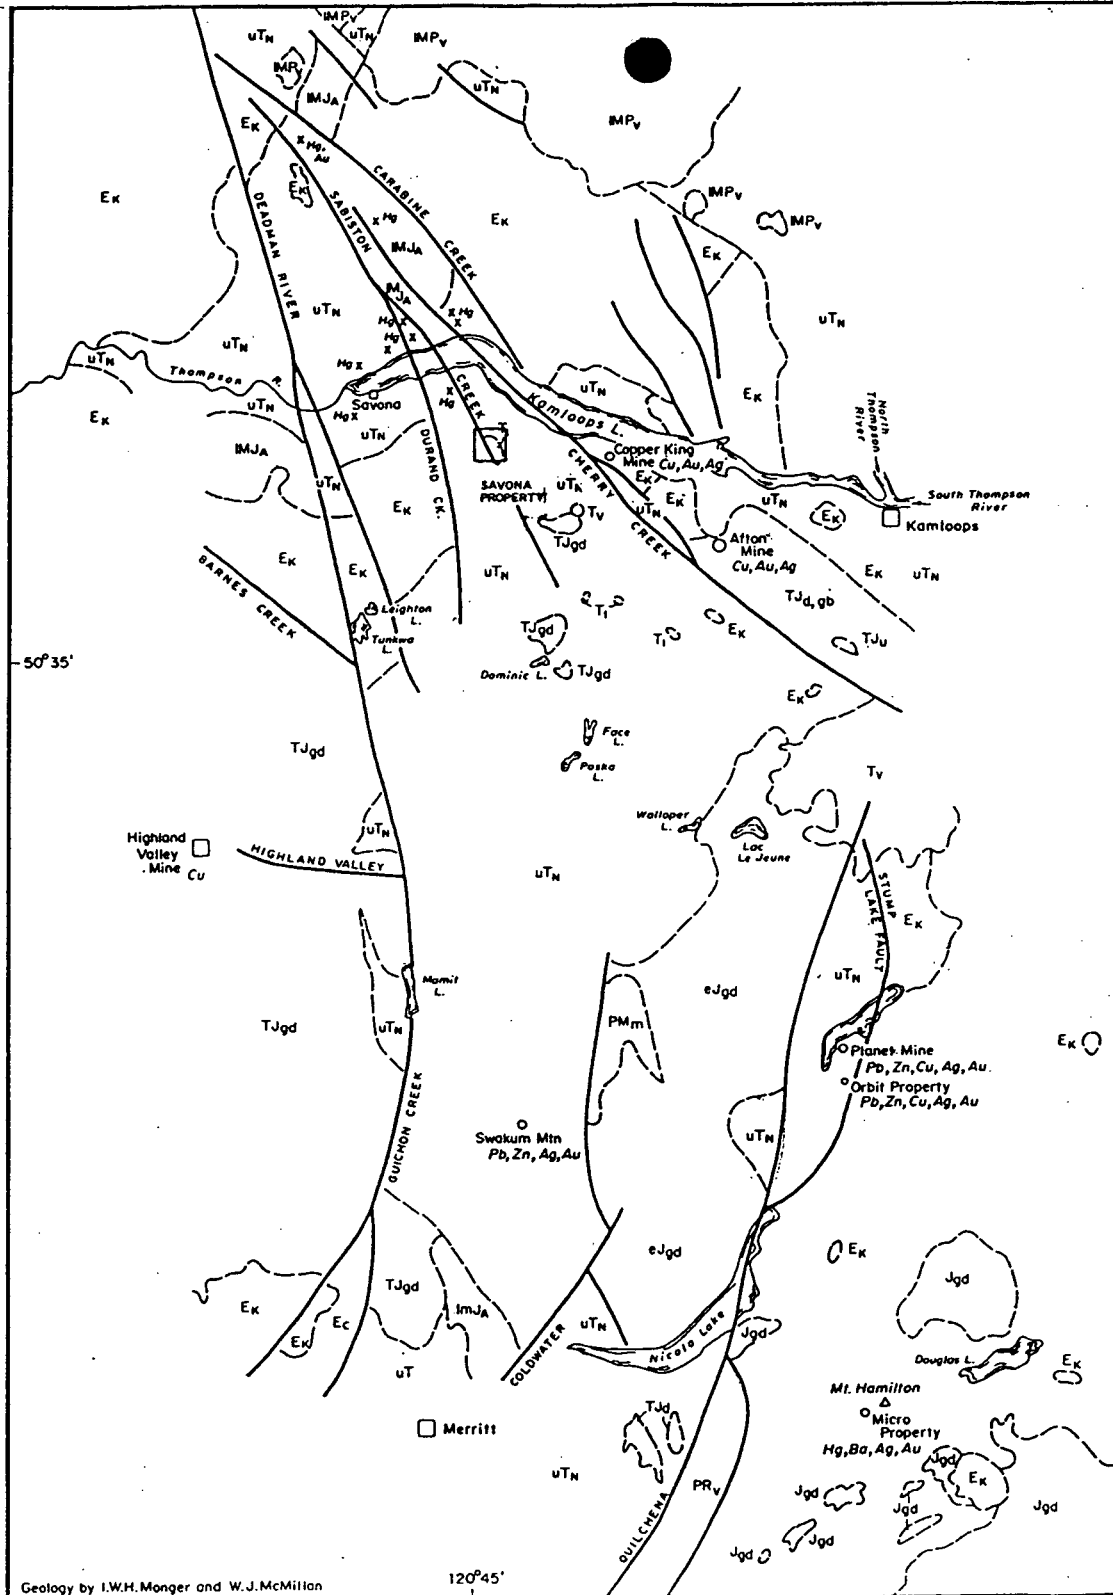 IMPv
uTN
uTN
IMPv
IMP
uTN
IMJA
IMPv
EK
Hg,
Au
CARABINE
CREEK
EK
SABISTON
EK
DEADMAN RIVER
Hg
EK
IMPv
IMPv
EK
IMJA
IMJA
uTN
Hg
Hg
Hg
uTN
uTN
uTN
Thompson R.
Hg
Savona
Hg
CREEK
Hg
Kamloops L.
uTN
EK
North
Thompson
River
EK
uTN
uTN
IMJA
DURAND CK.
Copper King
Mine Cu, Au, Ag
CHERRY
CREEK
SAVONA
PROPERTY
uTN
EK
EK
uTN
uTN
EK
South Thompson
River
Kamloops
uTN
EK
Tv
TJgd
Afton
Mine
Cu, Au, Ag
EK
uTN
BARNES CREEK
EK
EK
uTN
TJd,gb
Leighton
L.
Tunkwa
L.
TI
TJgd
TI
EK
TJu
50°35'
Dominic L.
TJgd
EK
TJgd
Face
L.
Paska
L.
Tv
Highland
Valley
Mine Cu
HIGHLAND VALLEY
uTN
Walloper
L.
Lac
Le Jeune
uTN
STUMP
LAKE FAULT
EK
Mamit
L.
eJgd
uTN
TJgd
uTN
PMm
EK
Planet Mine
Pb, Zn, Cu, Ag, Au.
Orbit Property
Pb, Zn, Cu, Ag, Au
GUICHON CREEK
Swakum Mtn
Pb, Zn, Ag, Au
uTN
eJgd
EK
Jgd
EK
EC
EK
TJgd
lmJA
uT
COLDWATER
uTN
Nicola Lake
Jgd
Douglas L.
EK
Mt. Hamilton
Micro
Property
Hg, Ba, Ag, Au
Merritt
TJd
uTN
QUILCHENA
PRv
Jgd
EK
Jgd
Jgd
Jgd
Jgd
Jgd
Geology by I.W.H. Monger and W.J. McMillan
120°45'